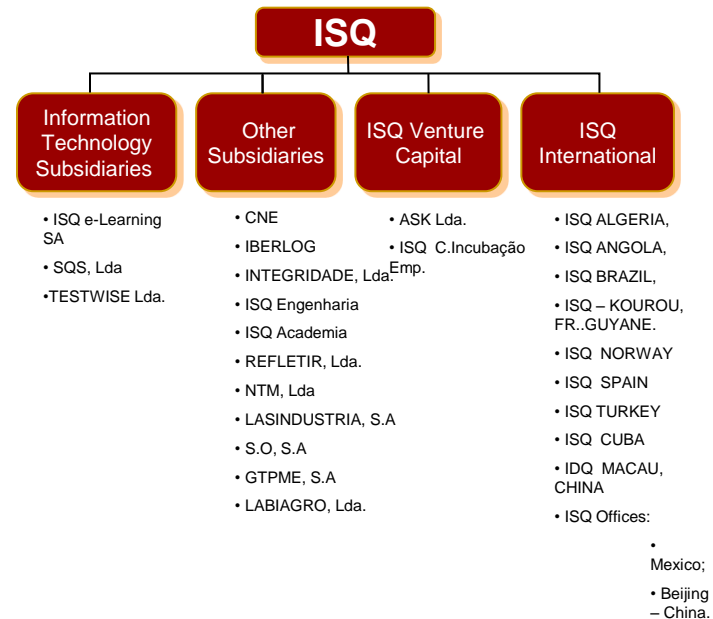 ISQ
Information
Technology
Subsidiaries
• ISQ e-Learning
SA
• SQS, Lda
•TESTWISE Lda.
Other
Subsidiaries
• CNE
• IBERLOG
• INTEGRIDADE, Lda.
• ISQ Engenharia
• ISQ Academia
• REFLETIR, Lda.
• NTM, Lda
• LASINDUSTRIA, S.A
• S.O, S.A
• GTPME, S.A
• LABIAGRO, Lda.
ISQ Venture
Capital
• ASK Lda.
• ISQ C.Incubação
Emp.
ISQ
International
• ISQ ALGERIA,
• ISQ ANGOLA,
• ISQ BRAZIL,
• ISQ – KOUROU,
FR..GUYANE.
• ISQ NORWAY
• ISQ SPAIN
• ISQ TURKEY
• ISQ CUBA
• IDQ MACAU,
CHINA
• ISQ Offices:
•
Mexico;
• Beijing
– China.